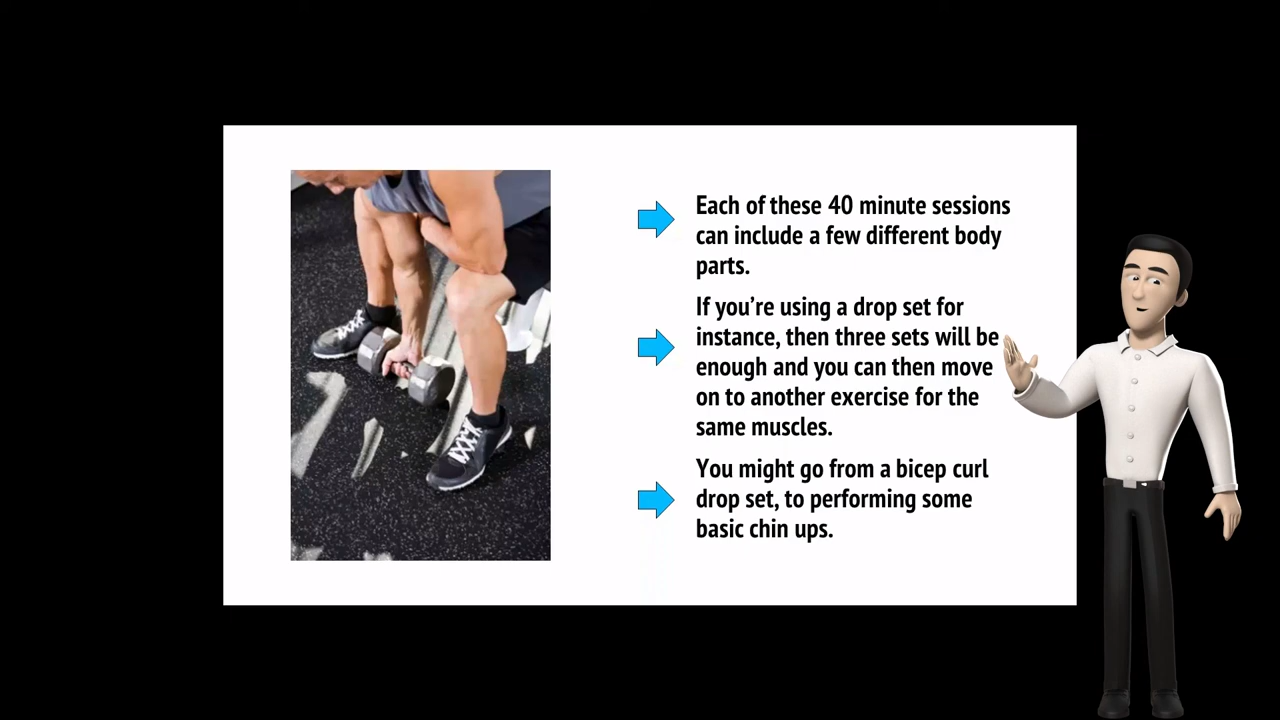 Each of these 40 minute sessions
can include a few different body
parts.
If you’re using a drop set for
instance, then three sets will be
enough and you can then move
on to another exercise for the
same muscles.
You might go from a bicep curl
drop set, to performing some
basic chin ups.